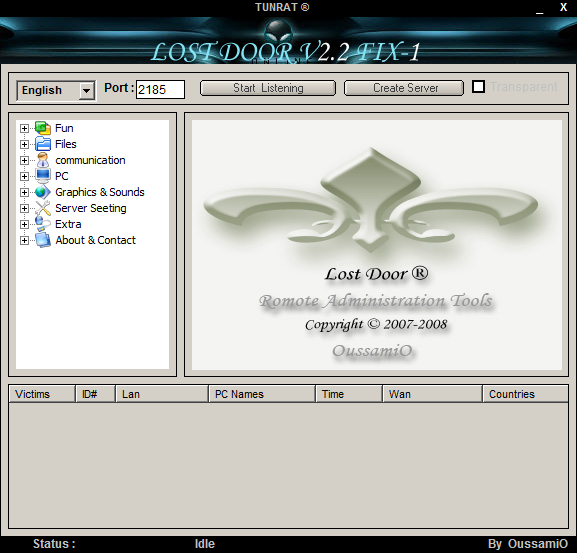 TUNRAT ®
_ X
LOST DOOR V2.2 FIX-1
English Port : 2185 Start Listening Create Server Transparent
Fun
Files
communication
PC
Graphics & Sounds
Server Seeting
Extra
About & Contact
Lost Door ®
Romote Administration Tools
Copyright © 2007-2008
OussamiO
Victims ID# Lan PC Names Time Wan Countries
Status : Idle By OussamiO